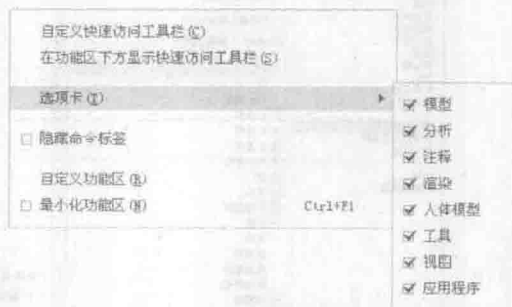 自定义快速访问工具栏(C)
在功能区下方显示快速访问工具栏(S)
选项卡(T)
隐藏命令标签
自定义功能区(R)
最小化功能区(N) Ctrl+F1
模型
分析
注释
渲染
人体模型
工具
视图
应用程序